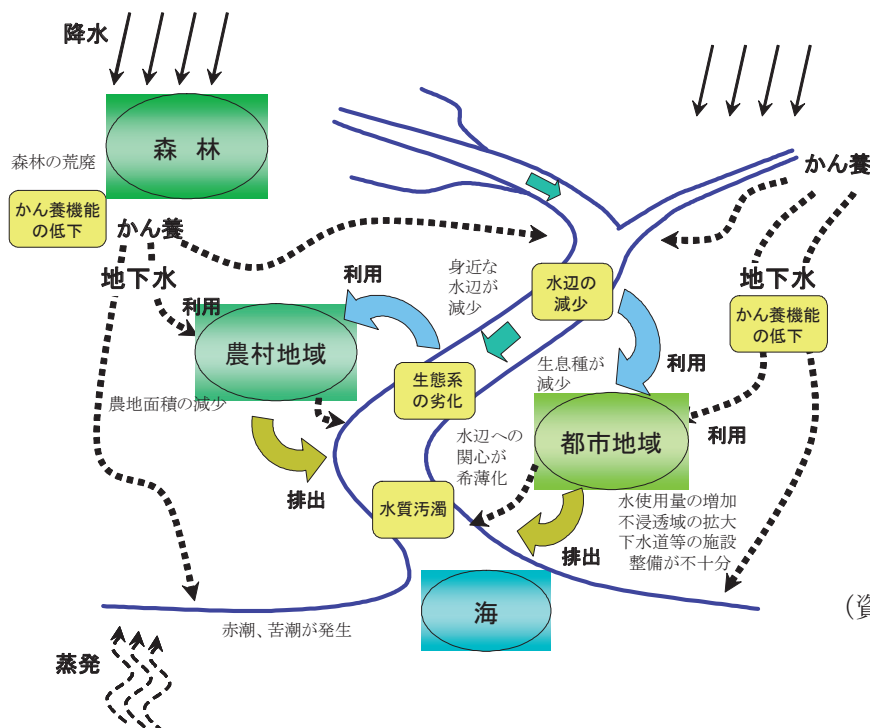 降水
森 林
森林の荒廃
かん養機能
の低下
かん養
地下水
利用
農村地域
農地面積の減少
利用
身近な
水辺が
減少
水辺の
減少
かん養
地下水
かん養機能
の低下
利用
生息種が
減少
生態系
の劣化
利用
都市地域
水辺への
関心が
希薄化
排出
水質汚濁
排出
水使用量の増加
不浸透域の拡大
下水道等の施設
整備が不十分
海
赤潮、苦潮が発生
蒸発
（資